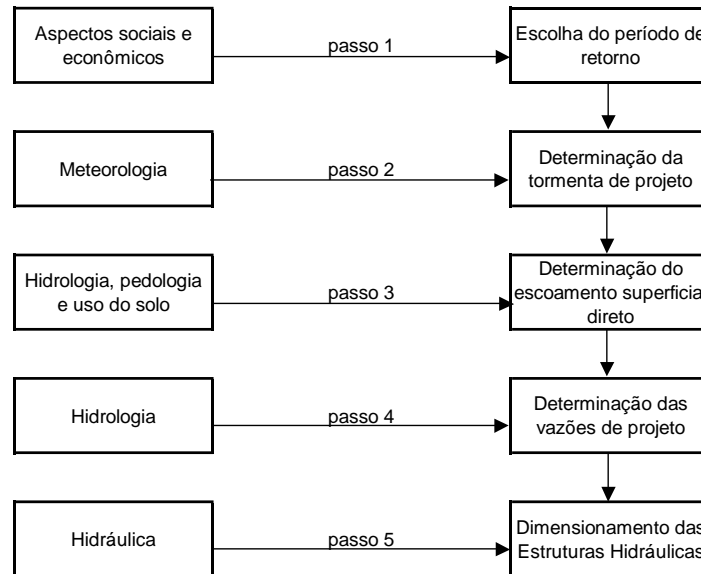 Aspectos sociais e
econômicos
passo 1
Escolha do período de
retorno
Meteorologia
passo 2
Determinação da
tormenta de projeto
Hidrologia, pedologia
e uso do solo
passo 3
Determinação do
escoamento superficia
direto
Hidrologia
passo 4
Determinação das
vazões de projeto
Hidráulica
passo 5
Dimensionamento das
Estruturas Hidráulicas